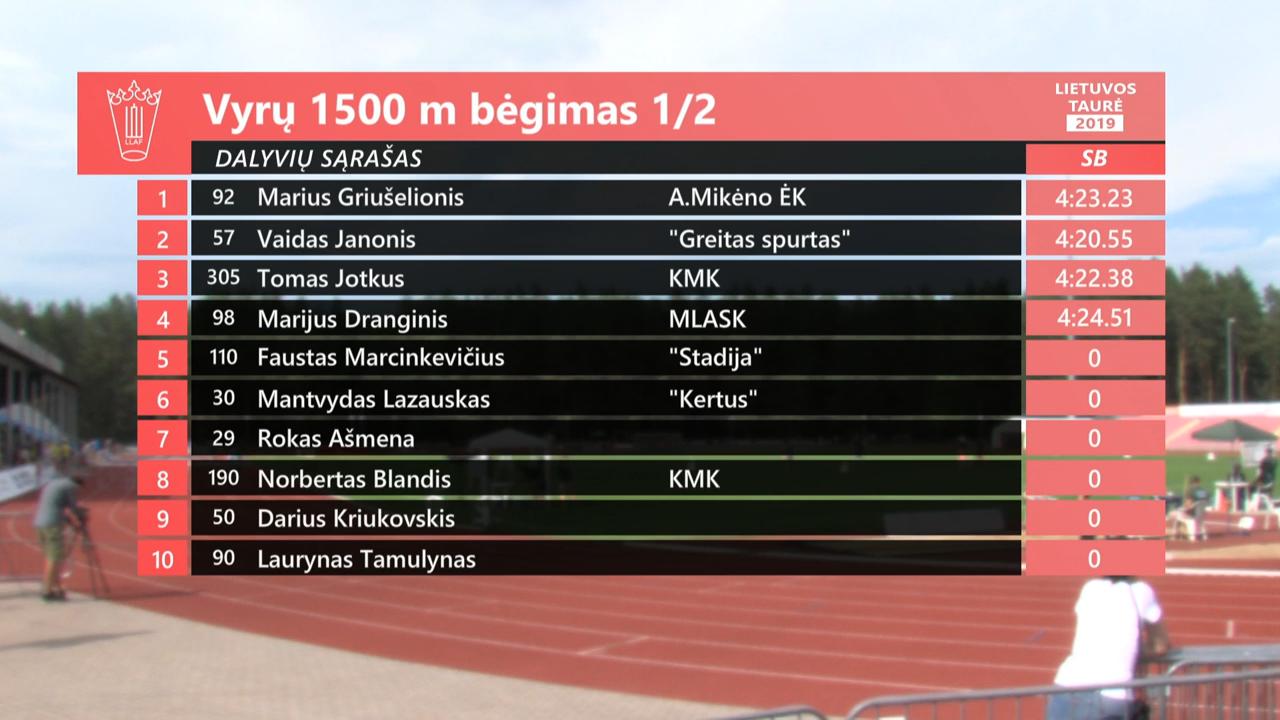 Vyrų 1500 m bėgimas 1/2
LIETUVOS
TAURĖ
2019
LLAF
DALYVIŲ SĄRAŠAS SB
1 92 Marius Griušelionis A.Mikėno ĖK 4:23.23
2 57 Vaidas Janonis "Greitas spurtas" 4:20.55
3 305 Tomas Jotkus KMK 4:22.38
4 98 Marijus Dranginis MLASK 4:24.51
5 110 Faustas Marcinkevičius "Stadija" 0
6 30 Mantvydas Lazauskas "Kertus" 0
7 29 Rokas Ašmena 0
8 190 Norbertas Blandis KMK 0
9 50 Darius Kriukovskis 0
10 90 Laurynas Tamulynas 0